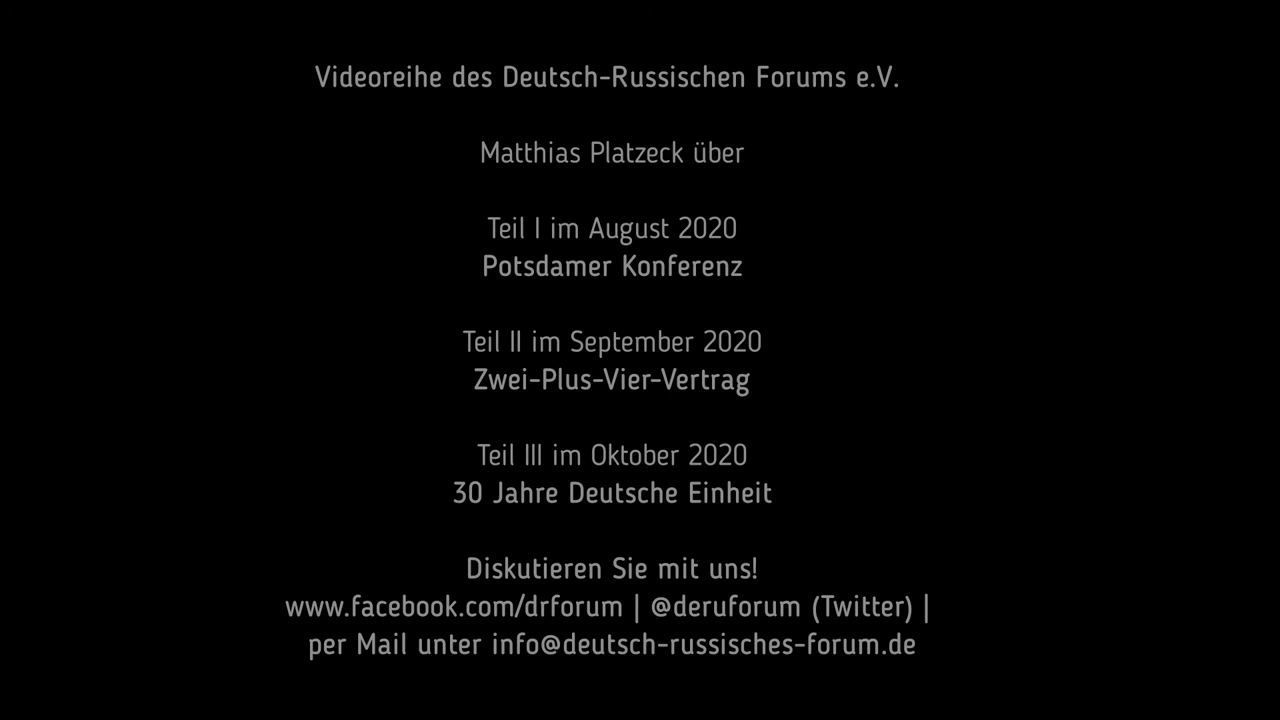 Videoreihe des Deutsch-Russischen Forums e.V.
Matthias Platzeck über
Teil I im August 2020
Potsdamer Konferenz
Teil II im September 2020
Zwei-Plus-Vier-Vertrag
Teil III im Oktober 2020
30 Jahre Deutsche Einheit
Diskutieren Sie mit uns!
www.facebook.com/drforum | @deruforum (Twitter) |
per Mail unter info@deutsch-russisches-forum.de